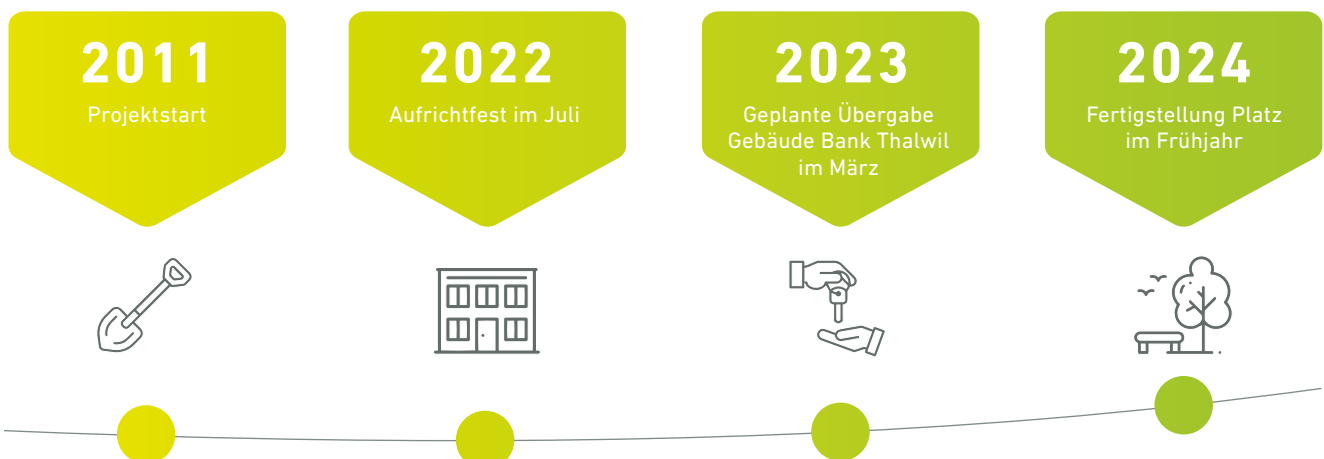 2011
Projektstart
2022
Aufrichtfest im Juli
2023
Geplante Übergabe
Gebäude Bank Thalwil
im März
2024
Fertigstellung Platz
im Frühjahr